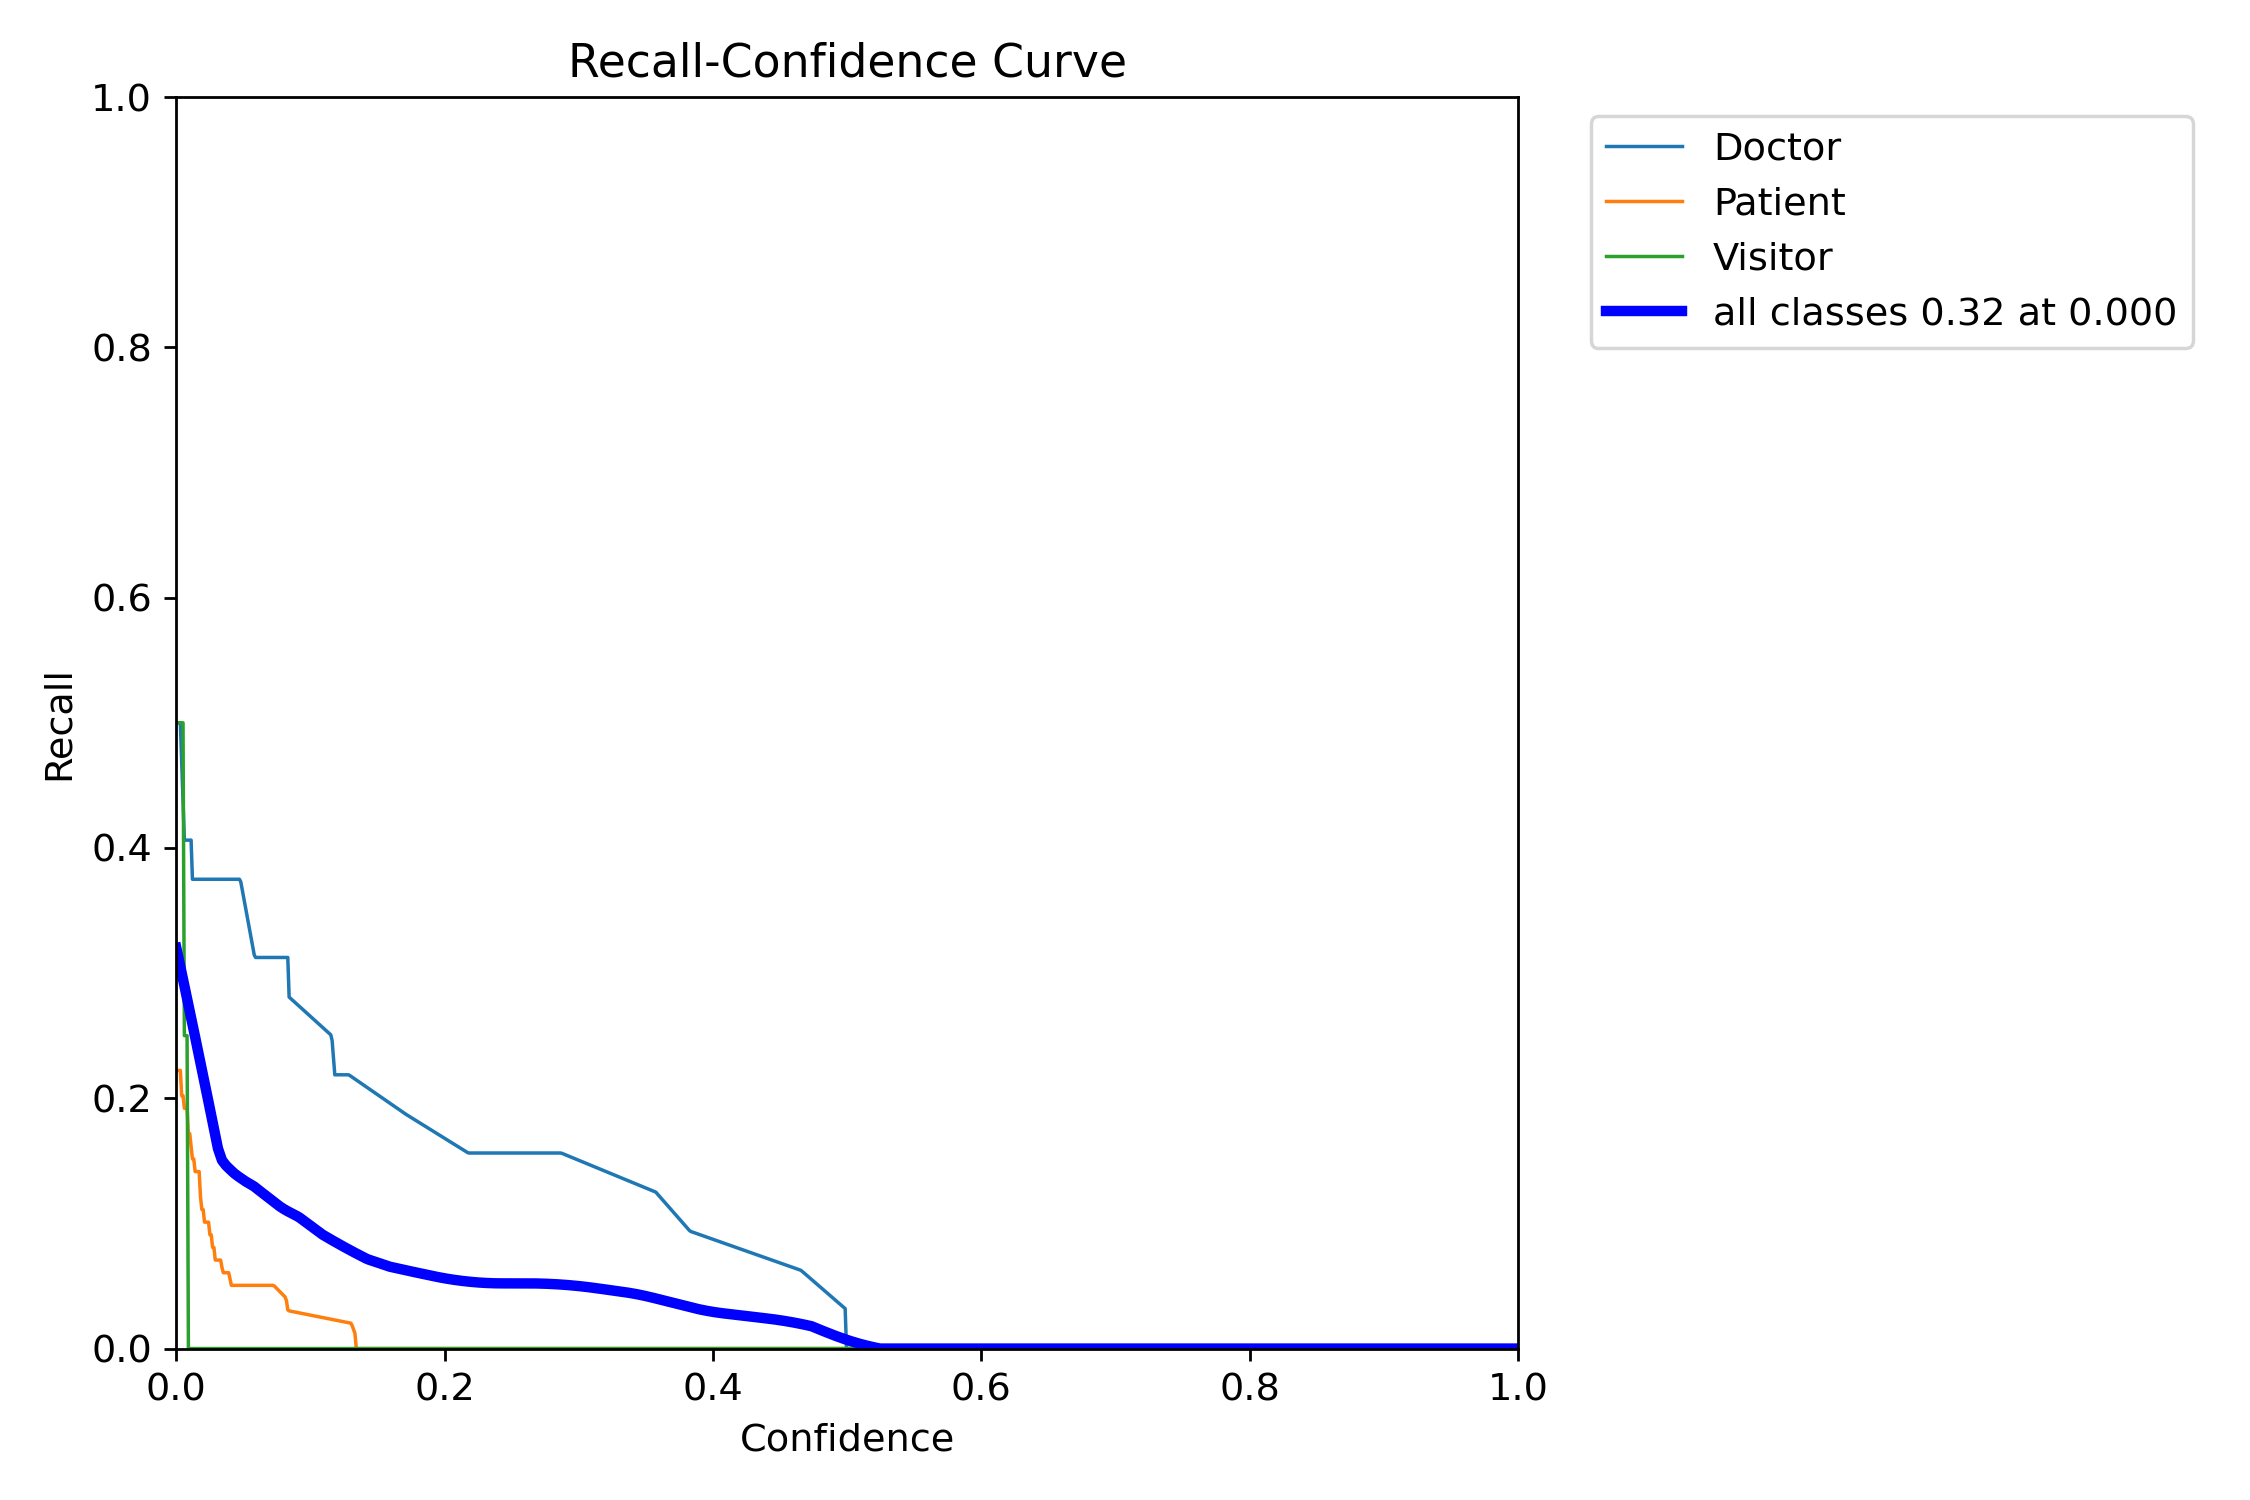 Recall-Confidence Curve
1.0
0.8
0.6
0.4
0.2
0.0
Recall
0.0 0.2 0.4 0.6 0.8 1.0
Confidence
Doctor
Patient
Visitor
all classes 0.32 at 0.000